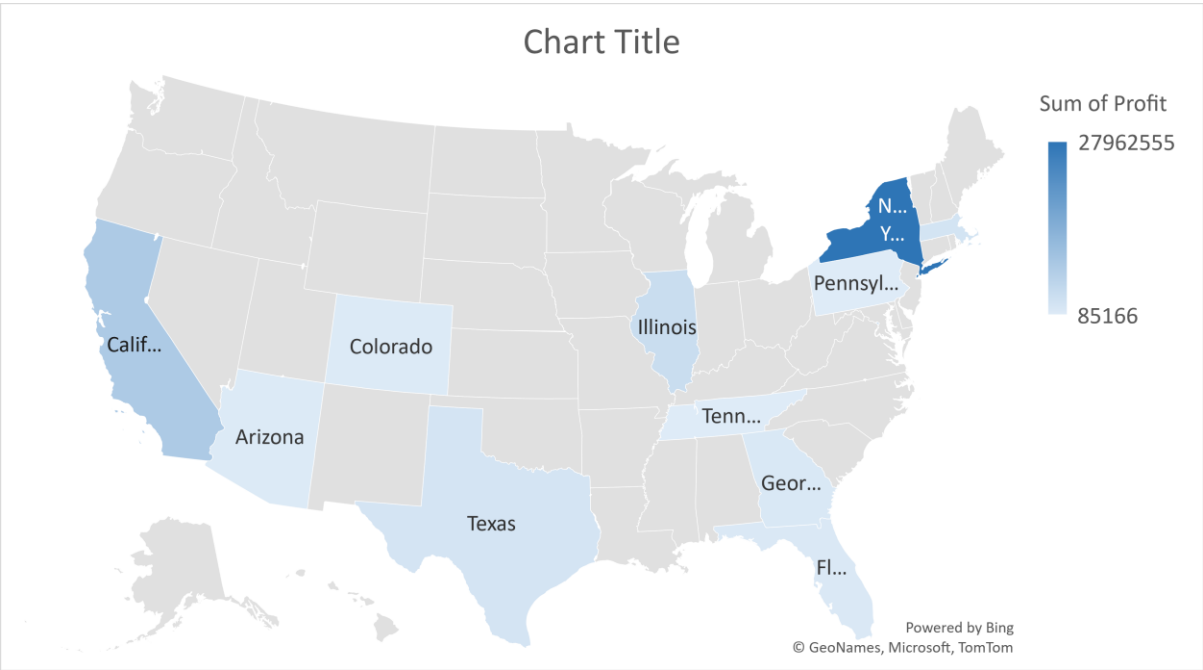 Chart Title
Sum of Profit
27962555
85166
N...
Y...
Pennsyl...
Illinois
Calif...
Colorado
Tenn...
Arizona
Geor...
Texas
Fl...
Powered by Bing
© GeoNames, Microsoft, TomTom